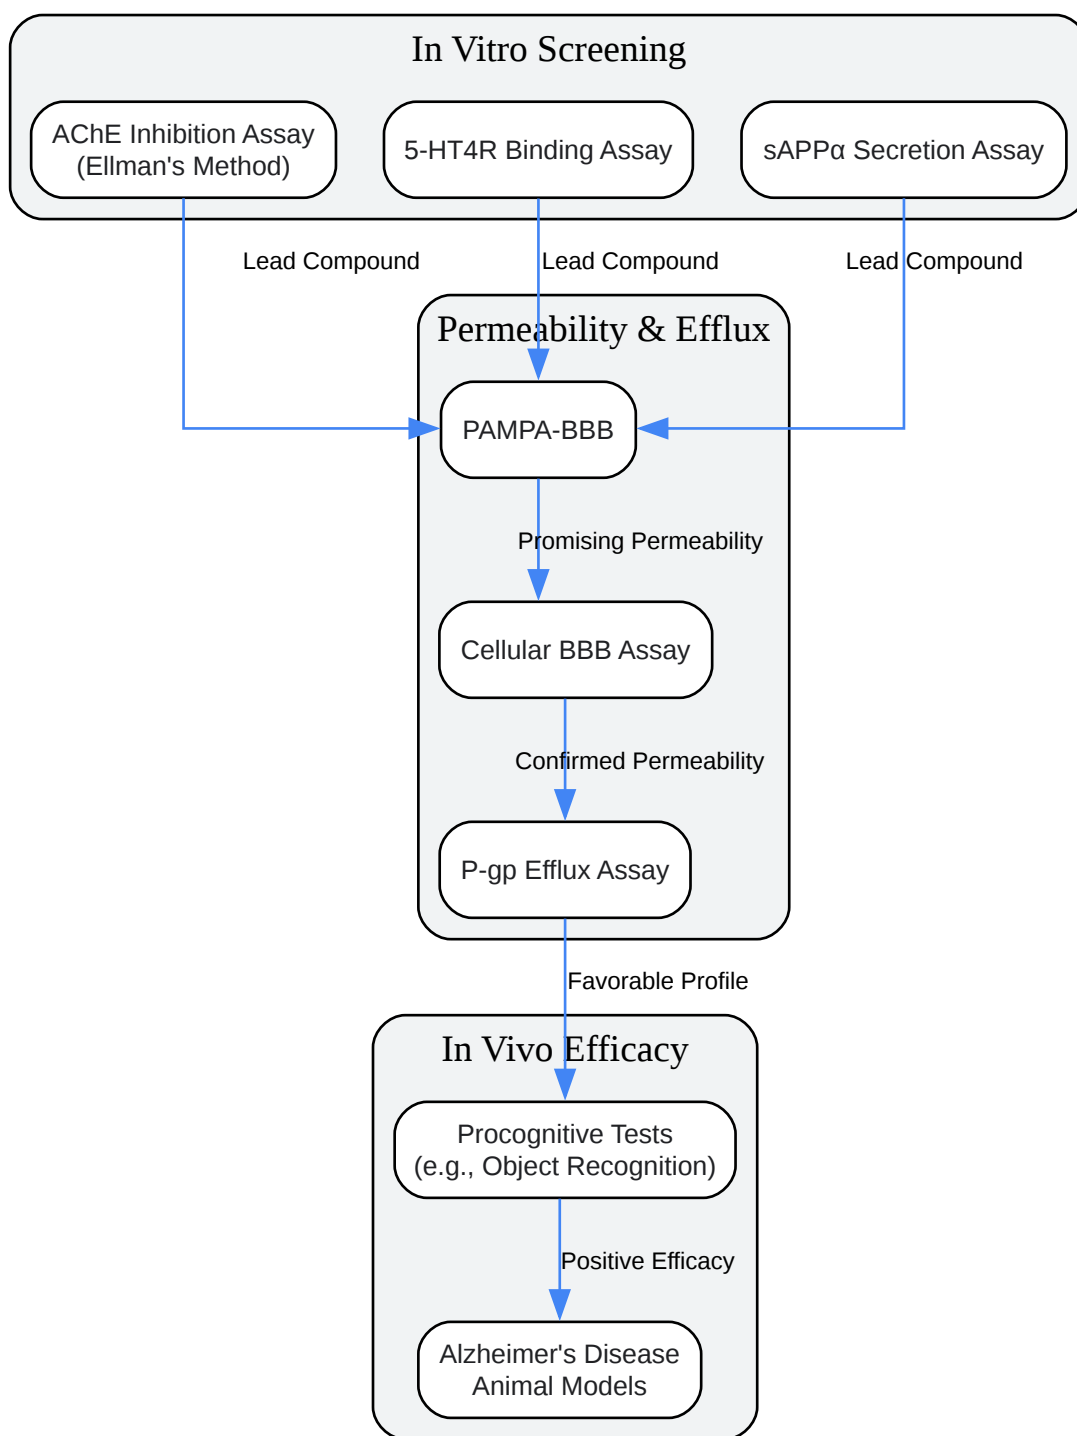 In Vitro Screening
AChE Inhibition Assay
(Ellman's Method)
5-HT4R Binding Assay
sAPPα Secretion Assay
Lead Compound
Lead Compound
Lead Compound
Permeability & Efflux
PAMPA-BBB
Promising Permeability
Cellular BBB Assay
Confirmed Permeability
P-gp Efflux Assay
Favorable Profile
In Vivo Efficacy
Procognitive Tests
(e.g., Object Recognition)
Positive Efficacy
Alzheimer's Disease
Animal Models